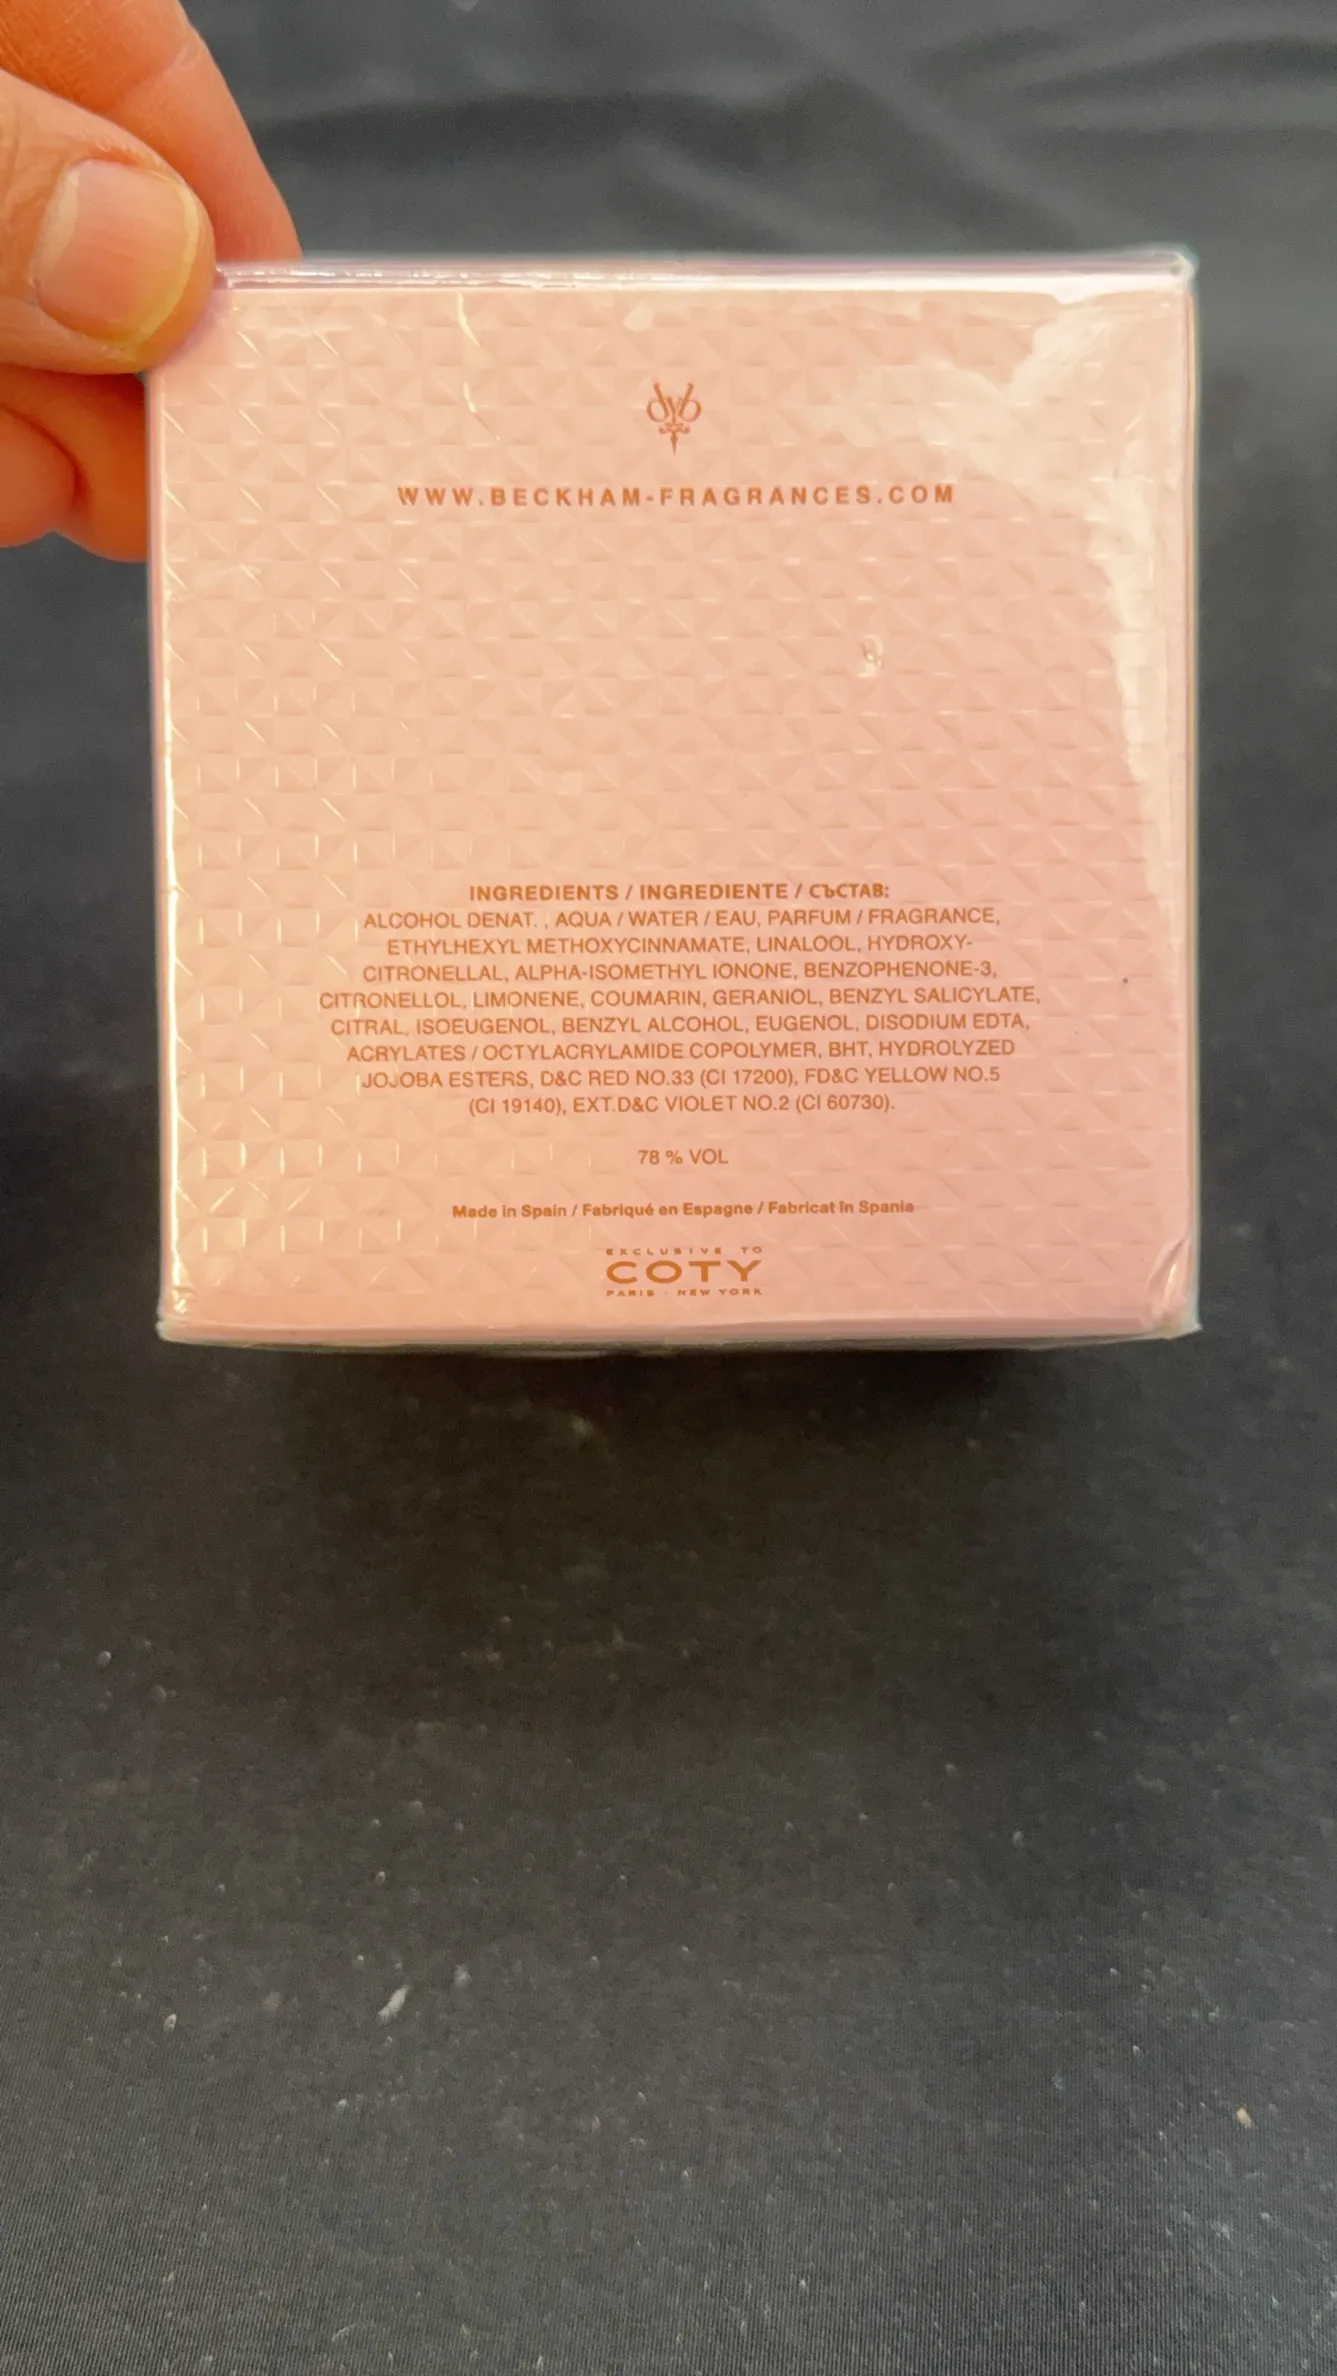 dvb
WWW.BECKHAM-FRAGRANCES.COM
INGREDIENTS / INGREDIENTE / СЪСТАВ:
ALCOHOL DENAT. , AQUA / WATER / EAU, PARFUM / FRAGRANCE,
ETHYLHEXYL METHOXYCINNAMATE, LINALOOL, HYDROXY-
CITRONELLAL, ALPHA-ISOMETHYL IONONE, BENZOPHENONE-3,
CITRONELLOL, LIMONENE, COUMARIN, GERANIOL, BENZYL SALICYLATE,
CITRAL, ISOEUGENOL, BENZYL ALCOHOL, EUGENOL, DISODIUM EDTA,
ACRYLATES / OCTYLACRYLAMIDE COPOLYMER, BHT, HYDROLYZED
JOJOBA ESTERS, D&C RED NO.33 (CI 17200), FD&C YELLOW NO.5
(CI 19140), EXT.D&C VIOLET NO.2 (CI 60730).
78 % VOL
Made in Spain / Fabriqué en Espagne / Fabricat în Spania
EXCLUSIVE TO
COTY
PARIS · NEW YORK